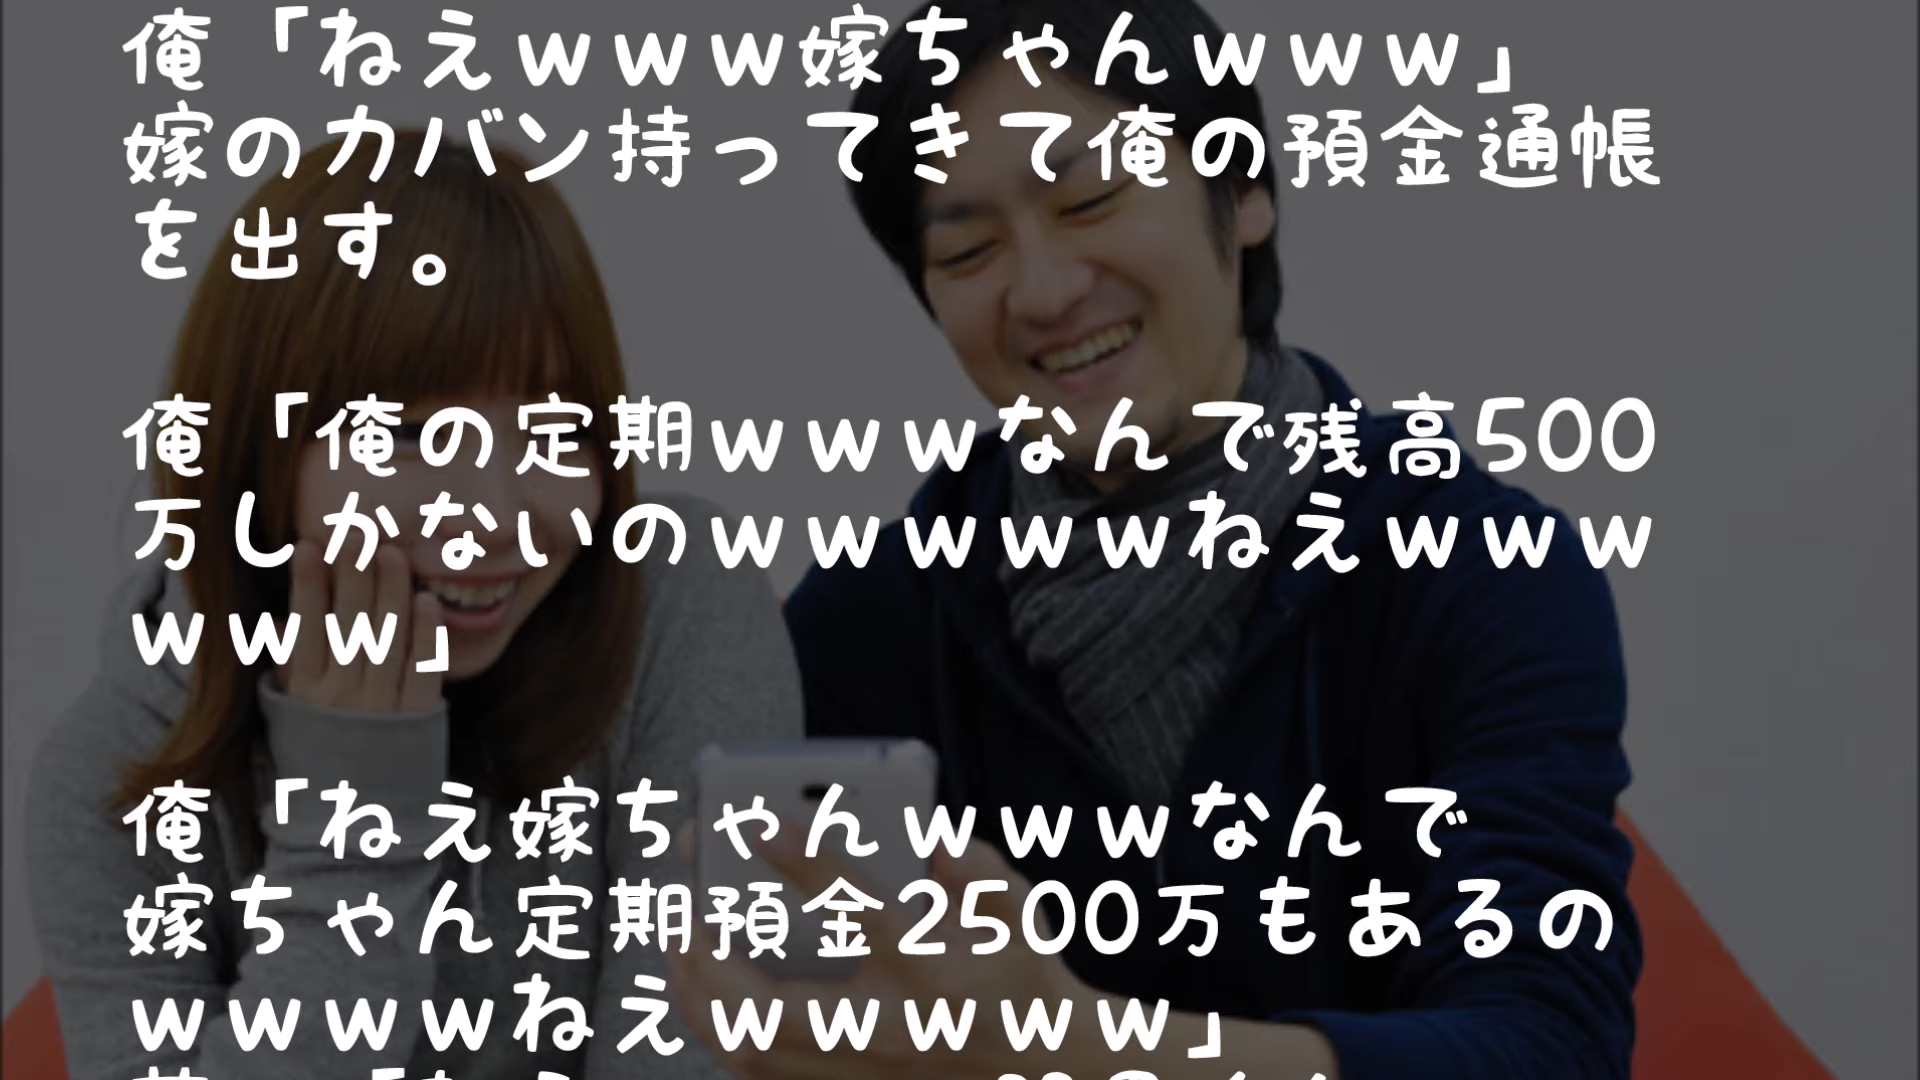 俺「ねえｗｗｗ嫁ちゃんｗｗｗ」
嫁のカバン持ってきて俺の預金通帳
を出す。
俺「俺の定期ｗｗｗなんで残高500
万しかないのｗｗｗｗｗねえｗｗｗ
ｗｗｗ」
俺「ねえ嫁ちゃんｗｗｗなんで
嫁ちゃん定期預金2500万もあるの
ｗｗｗｗねえｗｗｗｗｗ」